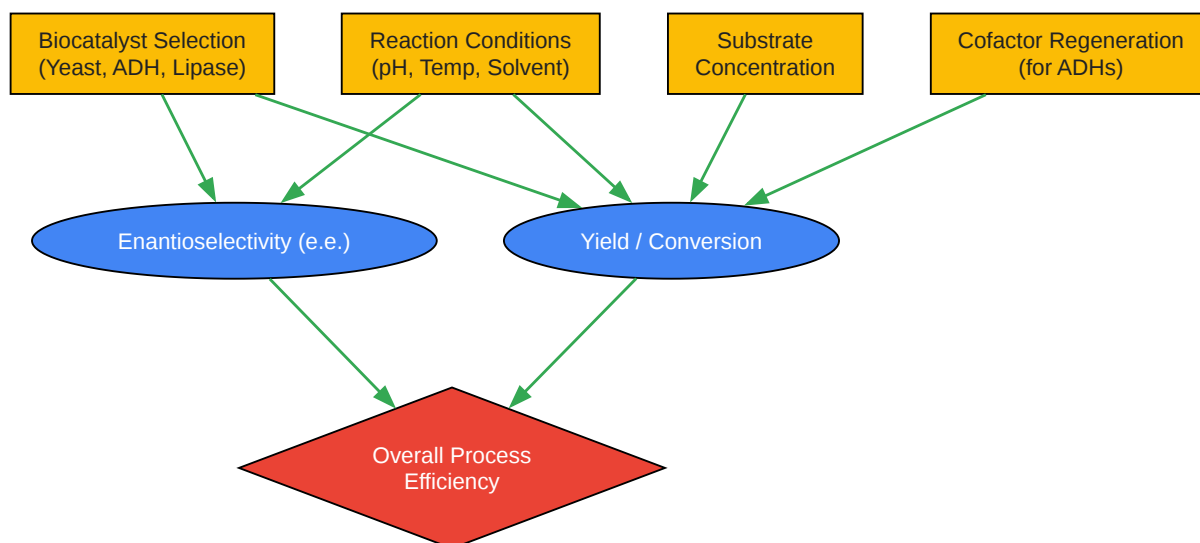 Biocatalyst Selection
(Yeast, ADH, Lipase)
Reaction Conditions
(pH, Temp, Solvent)
Substrate
Concentration
Cofactor Regeneration
(for ADHs)
Enantioselectivity (e.e.)
Yield / Conversion
Overall Process
Efficiency